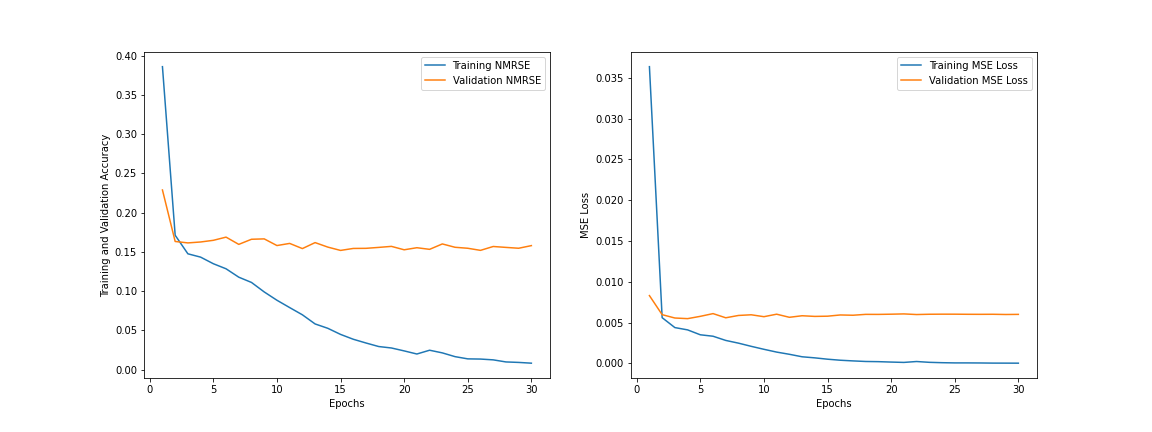 Training NMRSE
Validation NMRSE
0.40
0.35
0.30
0.25
0.20
0.15
0.10
0.05
0.00
Training and Validation Accuracy
0 5 10 15 20 25 30
Epochs
Training MSE Loss
Validation MSE Loss
0.035
0.030
0.025
0.020
0.015
0.010
0.005
0.000
MSE Loss
0 5 10 15 20 25 30
Epochs